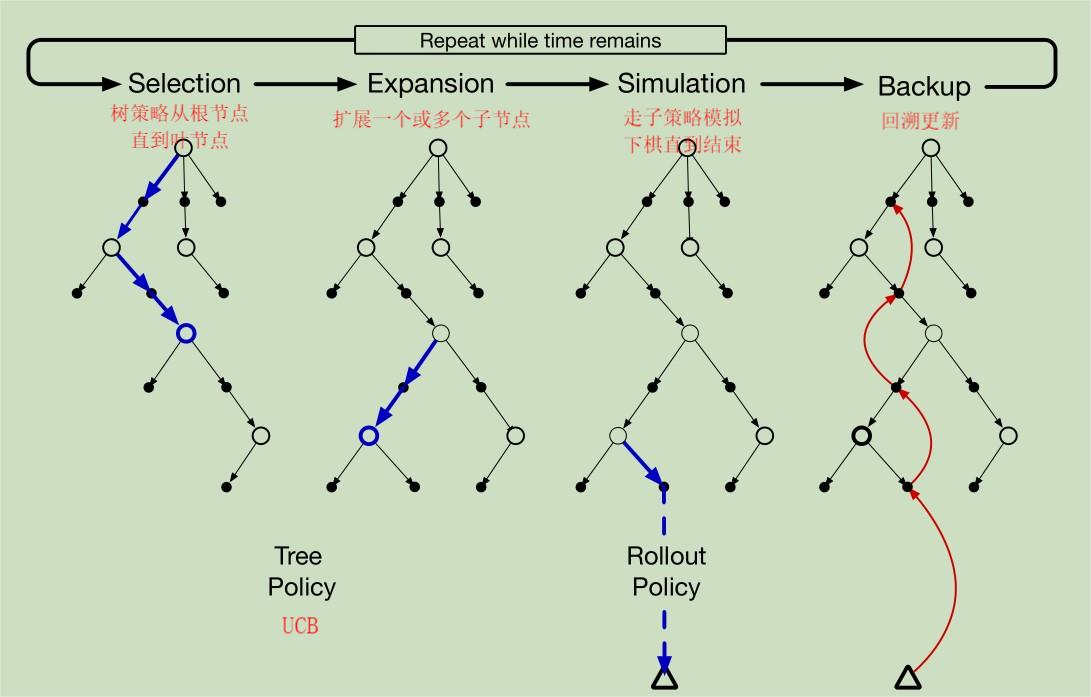 Repeat while time remains
Selection
Expansion
Simulation
Backup
树策略从根节点
直到叶节点
扩展一个或多个子节点
走子策略模拟
下棋直到结束
回溯更新
Tree
Policy
UCB
Rollout
Policy